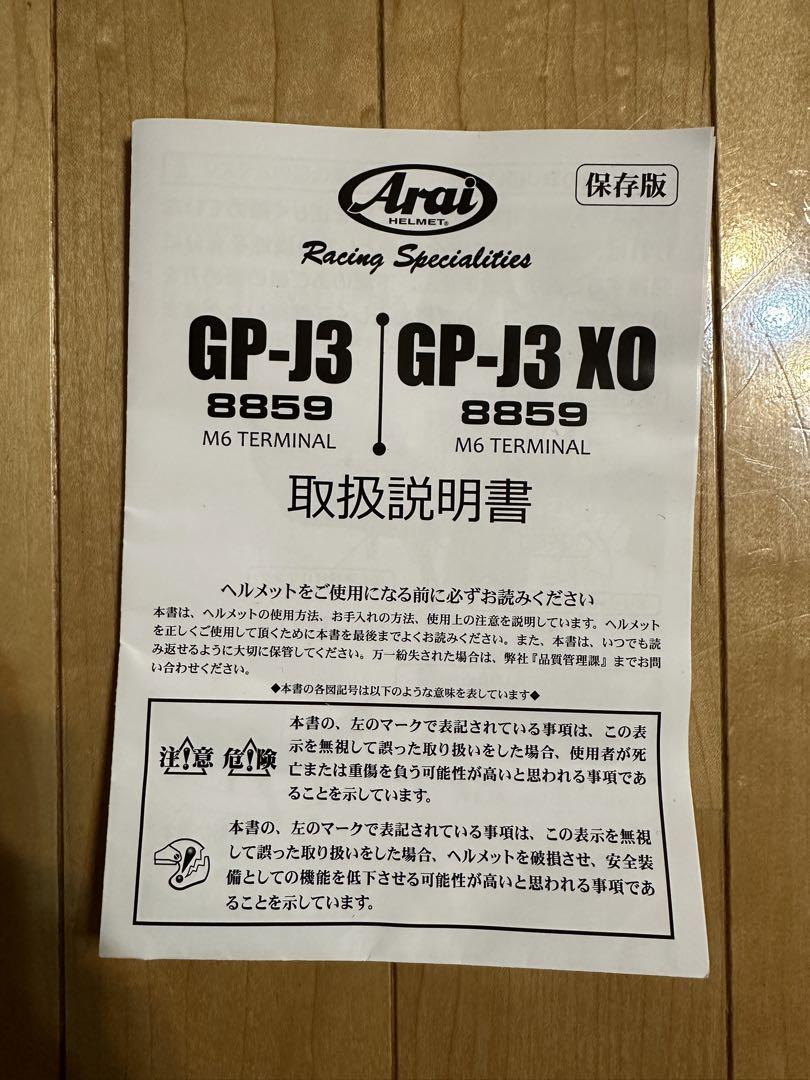 Arai
HELMET®
保存版
Racing Specialities
GP-J3
8859
M6 TERMINAL
GP-J3 XO
8859
M6 TERMINAL
取扱説明書
ヘルメットをご使用になる前に必ずお読みください
本書は、ヘルメットの使用方法、お手入れの方法、使用上の注意を説明しています。ヘルメット
を正しくご使用して頂くために本書を最後までよくお読みください。また、本書は、いつでも読
み返せるように大切に保管してください。万一紛失された場合は、弊社『品質管理課』までお問
い合わせください。
◆本書の各図記号は以下のような意味を表しています◆
注!意 危!険
本書の、左のマークで表記されている事項は、この表
示を無視して誤った取り扱いをした場合、使用者が死
亡または重傷を負う可能性が高いと思われる事項であ
ることを示しています。
本書の、左のマークで表記されている事項は、この表示を無視
して誤った取り扱いをした場合、ヘルメットを破損させ、安全装
備としての機能を低下させる可能性が高いと思われる事項であ
ることを示しています。